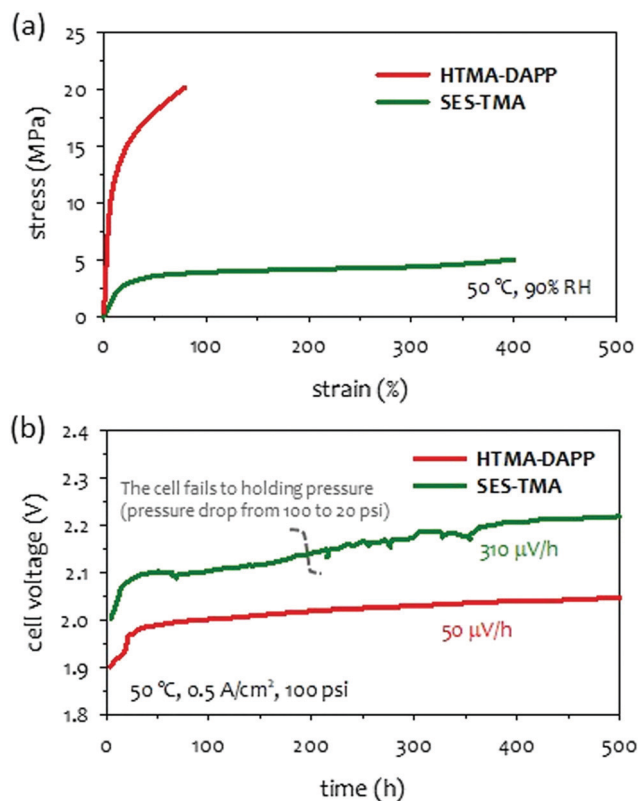 (a)
25
20
15
10
5
0
stress (MPa)
HTMA-DAPP
SES-TMA
50 °C, 90% RH
0
100
200
300
400
500
strain (%)
(b)
2.4
2.3
2.2
2.1
2.0
1.9
1.8
cell voltage (V)
HTMA-DAPP
SES-TMA
The cell fails to holding pressure
(pressure drop from 100 to 20 psi)
310 µV/h
50 µV/h
50 °C, 0.5 A/cm², 100 psi
0
100
200
300
400
500
time (h)